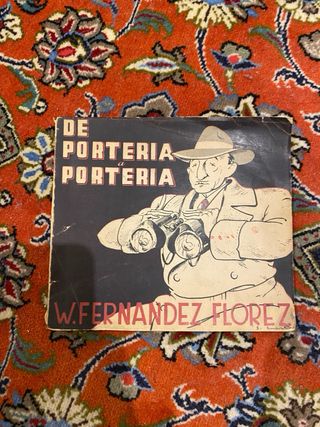 DE
PORTERIA
a
PORTERIA
W.FERNANDEZ FLOREZ